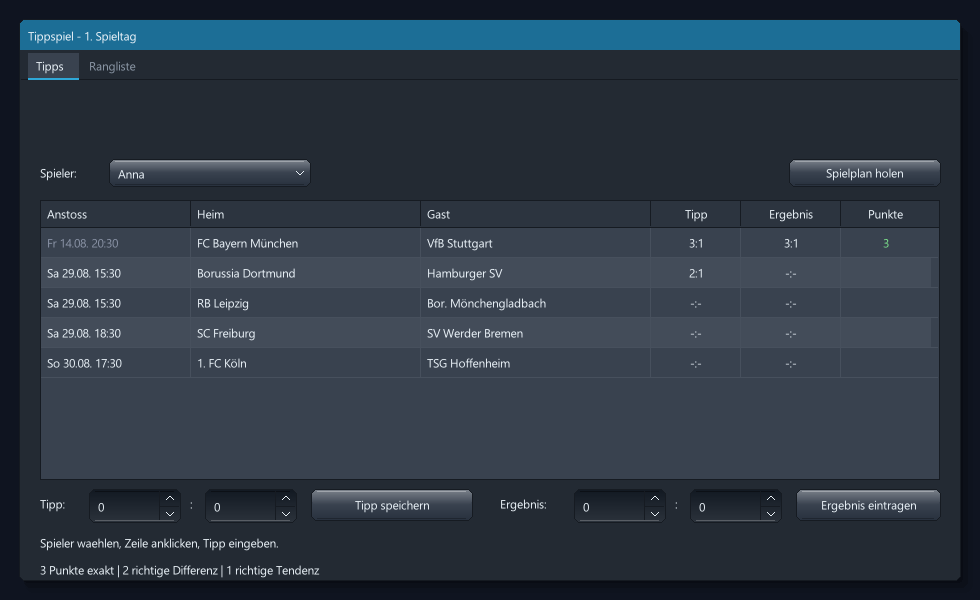 Tippspiel - 1. Spieltag
Tipps Rangliste
Spieler: Anna Spielplan holen
Anstoss Heim Gast Tipp Ergebnis Punkte
Fr 14.08. 20:30 FC Bayern München VfB Stuttgart 3:1 3:1 3
Sa 29.08. 15:30 Borussia Dortmund Hamburger SV 2:1 -:-
Sa 29.08. 15:30 RB Leipzig Bor. Mönchengladbach -:- -:-
Sa 29.08. 18:30 SC Freiburg SV Werder Bremen -:- -:-
So 30.08. 17:30 1. FC Köln TSG Hoffenheim -:- -:-
Tipp: 0 : 0 Tipp speichern Ergebnis: 0 : 0 Ergebnis eintragen
Spieler waehlen, Zeile anklicken, Tipp eingeben.
3 Punkte exakt | 2 richtige Differenz | 1 richtige Tendenz